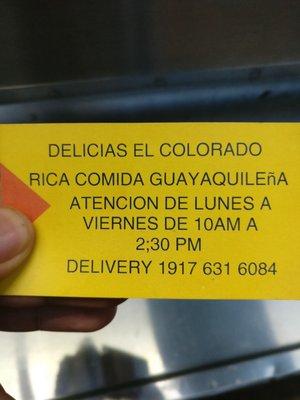 DELICIAS EL COLORADO
RICA COMIDA GUAYAQUILEñA
ATENCION DE LUNES A
VIERNES DE 10AM A
2;30 PM
DELIVERY 1917 631 6084